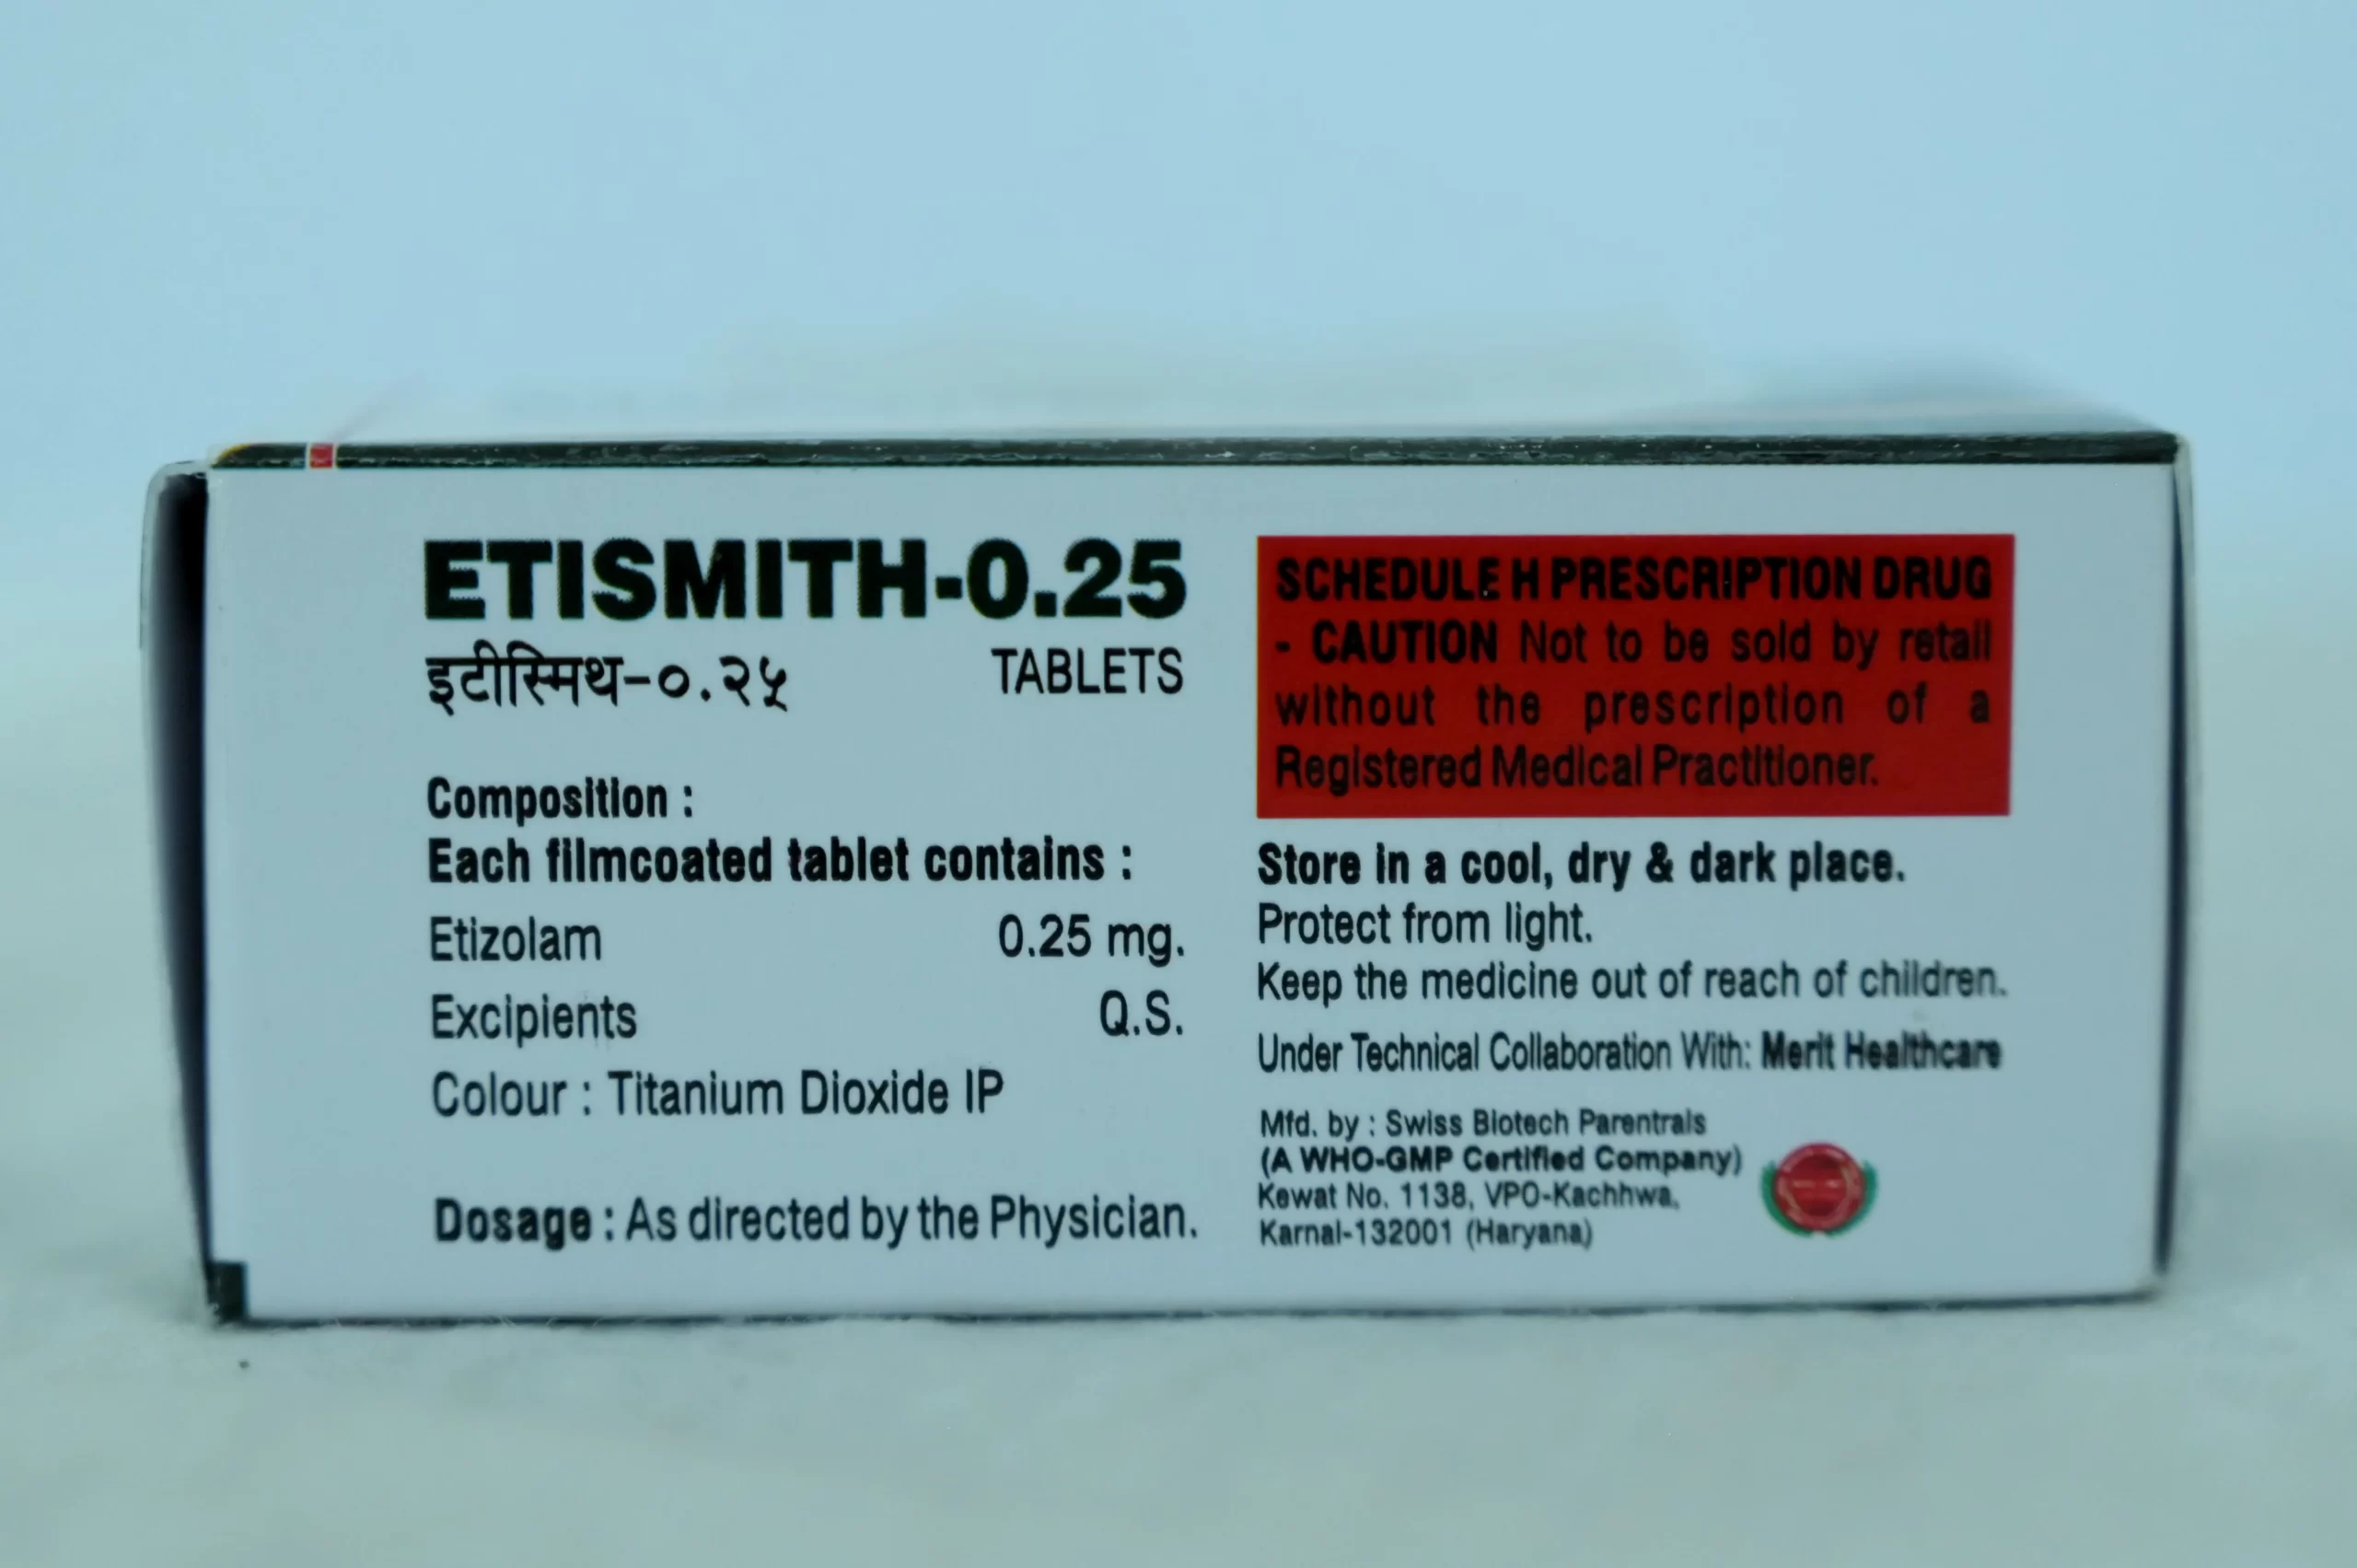 ETISMITH-0.25
इटीस्मिथ-०.२५ TABLETS
Composition :
Each filmcoated tablet contains :
Etizolam 0.25 mg.
Excipients Q.S.
Colour : Titanium Dioxide IP
Dosage : As directed by the Physician.
SCHEDULE H PRESCRIPTION DRUG
- CAUTION Not to be sold by retail
without the prescription of a
Registered Medical Practitioner.
Store in a cool, dry & dark place.
Protect from light.
Keep the medicine out of reach of children.
Under Technical Collaboration With: Merit Healthcare
Mfd. by : Swiss Biotech Parentrals
(A WHO-GMP Certified Company)
Kewat No. 1138, VPO-Kachhwa,
Karnal-132001 (Haryana)